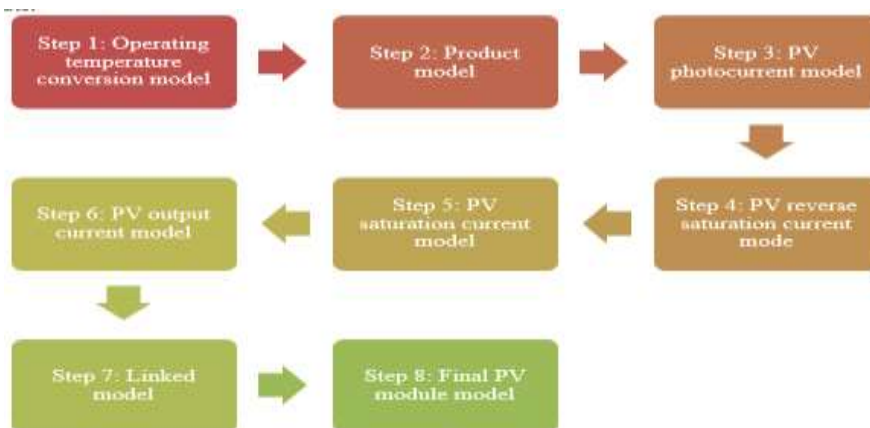 Step 1: Operating
temperature
conversion model
Step 2: Product
model
Step 3: PV
photocurrent model
Step 4: PV reverse
saturation current
mode
Step 5: PV
saturation current
model
Step 6: PV output
current model
Step 7: Linked
model
Step 8: Final PV
module model